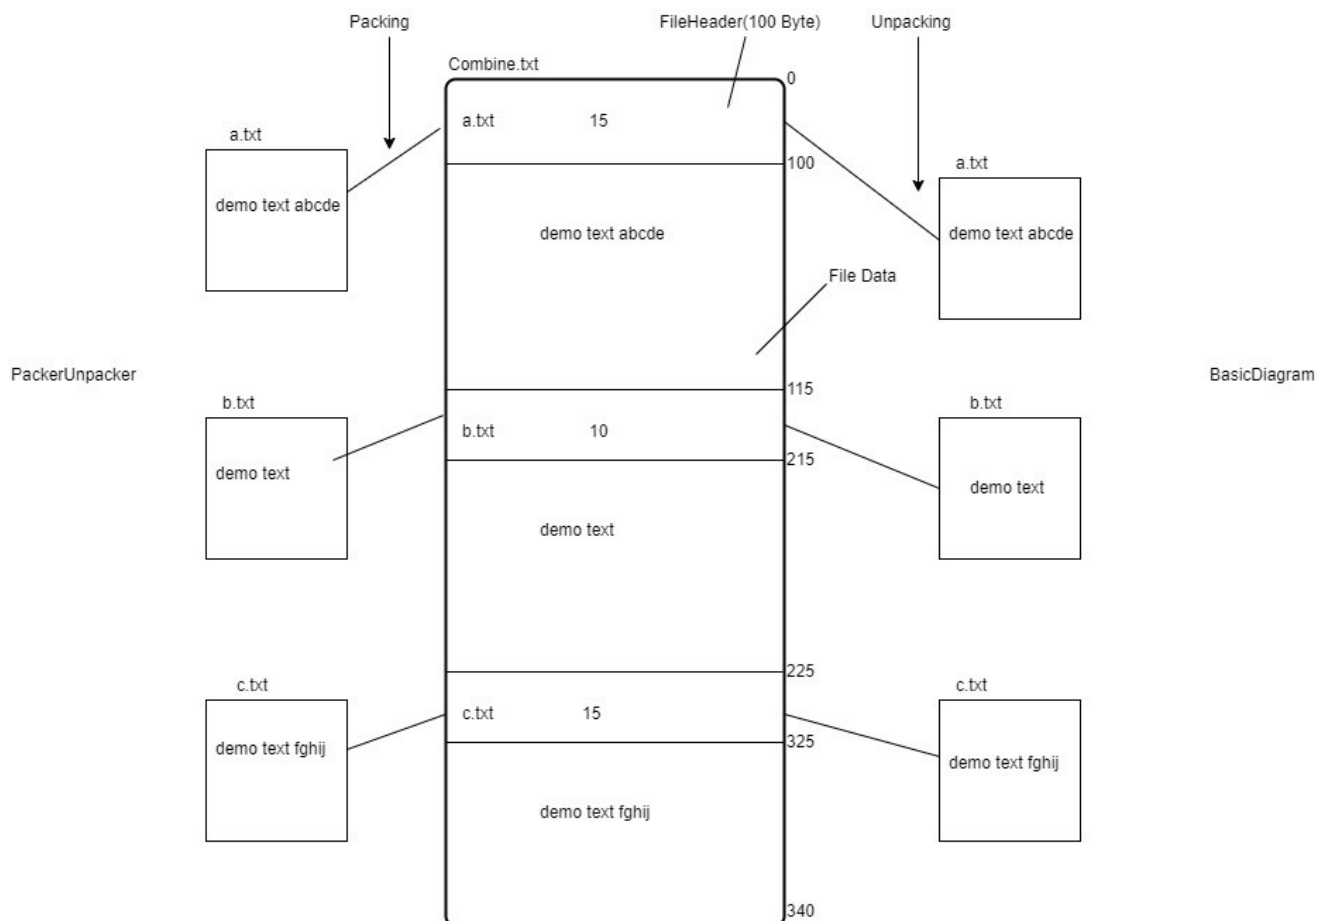 Packing
FileHeader(100 Byte)
Unpacking
Combine.txt
0
a.txt 15
a.txt
100
a.txt
demo text abcde
demo text abcde
demo text abcde
File Data
PackerUnpacker
BasicDiagram
115
b.txt
b.txt
b.txt 10
215
demo text
demo text
demo text
225
c.txt
c.txt
c.txt 15
325
demo text fghij
demo text fghij
demo text fghij
340